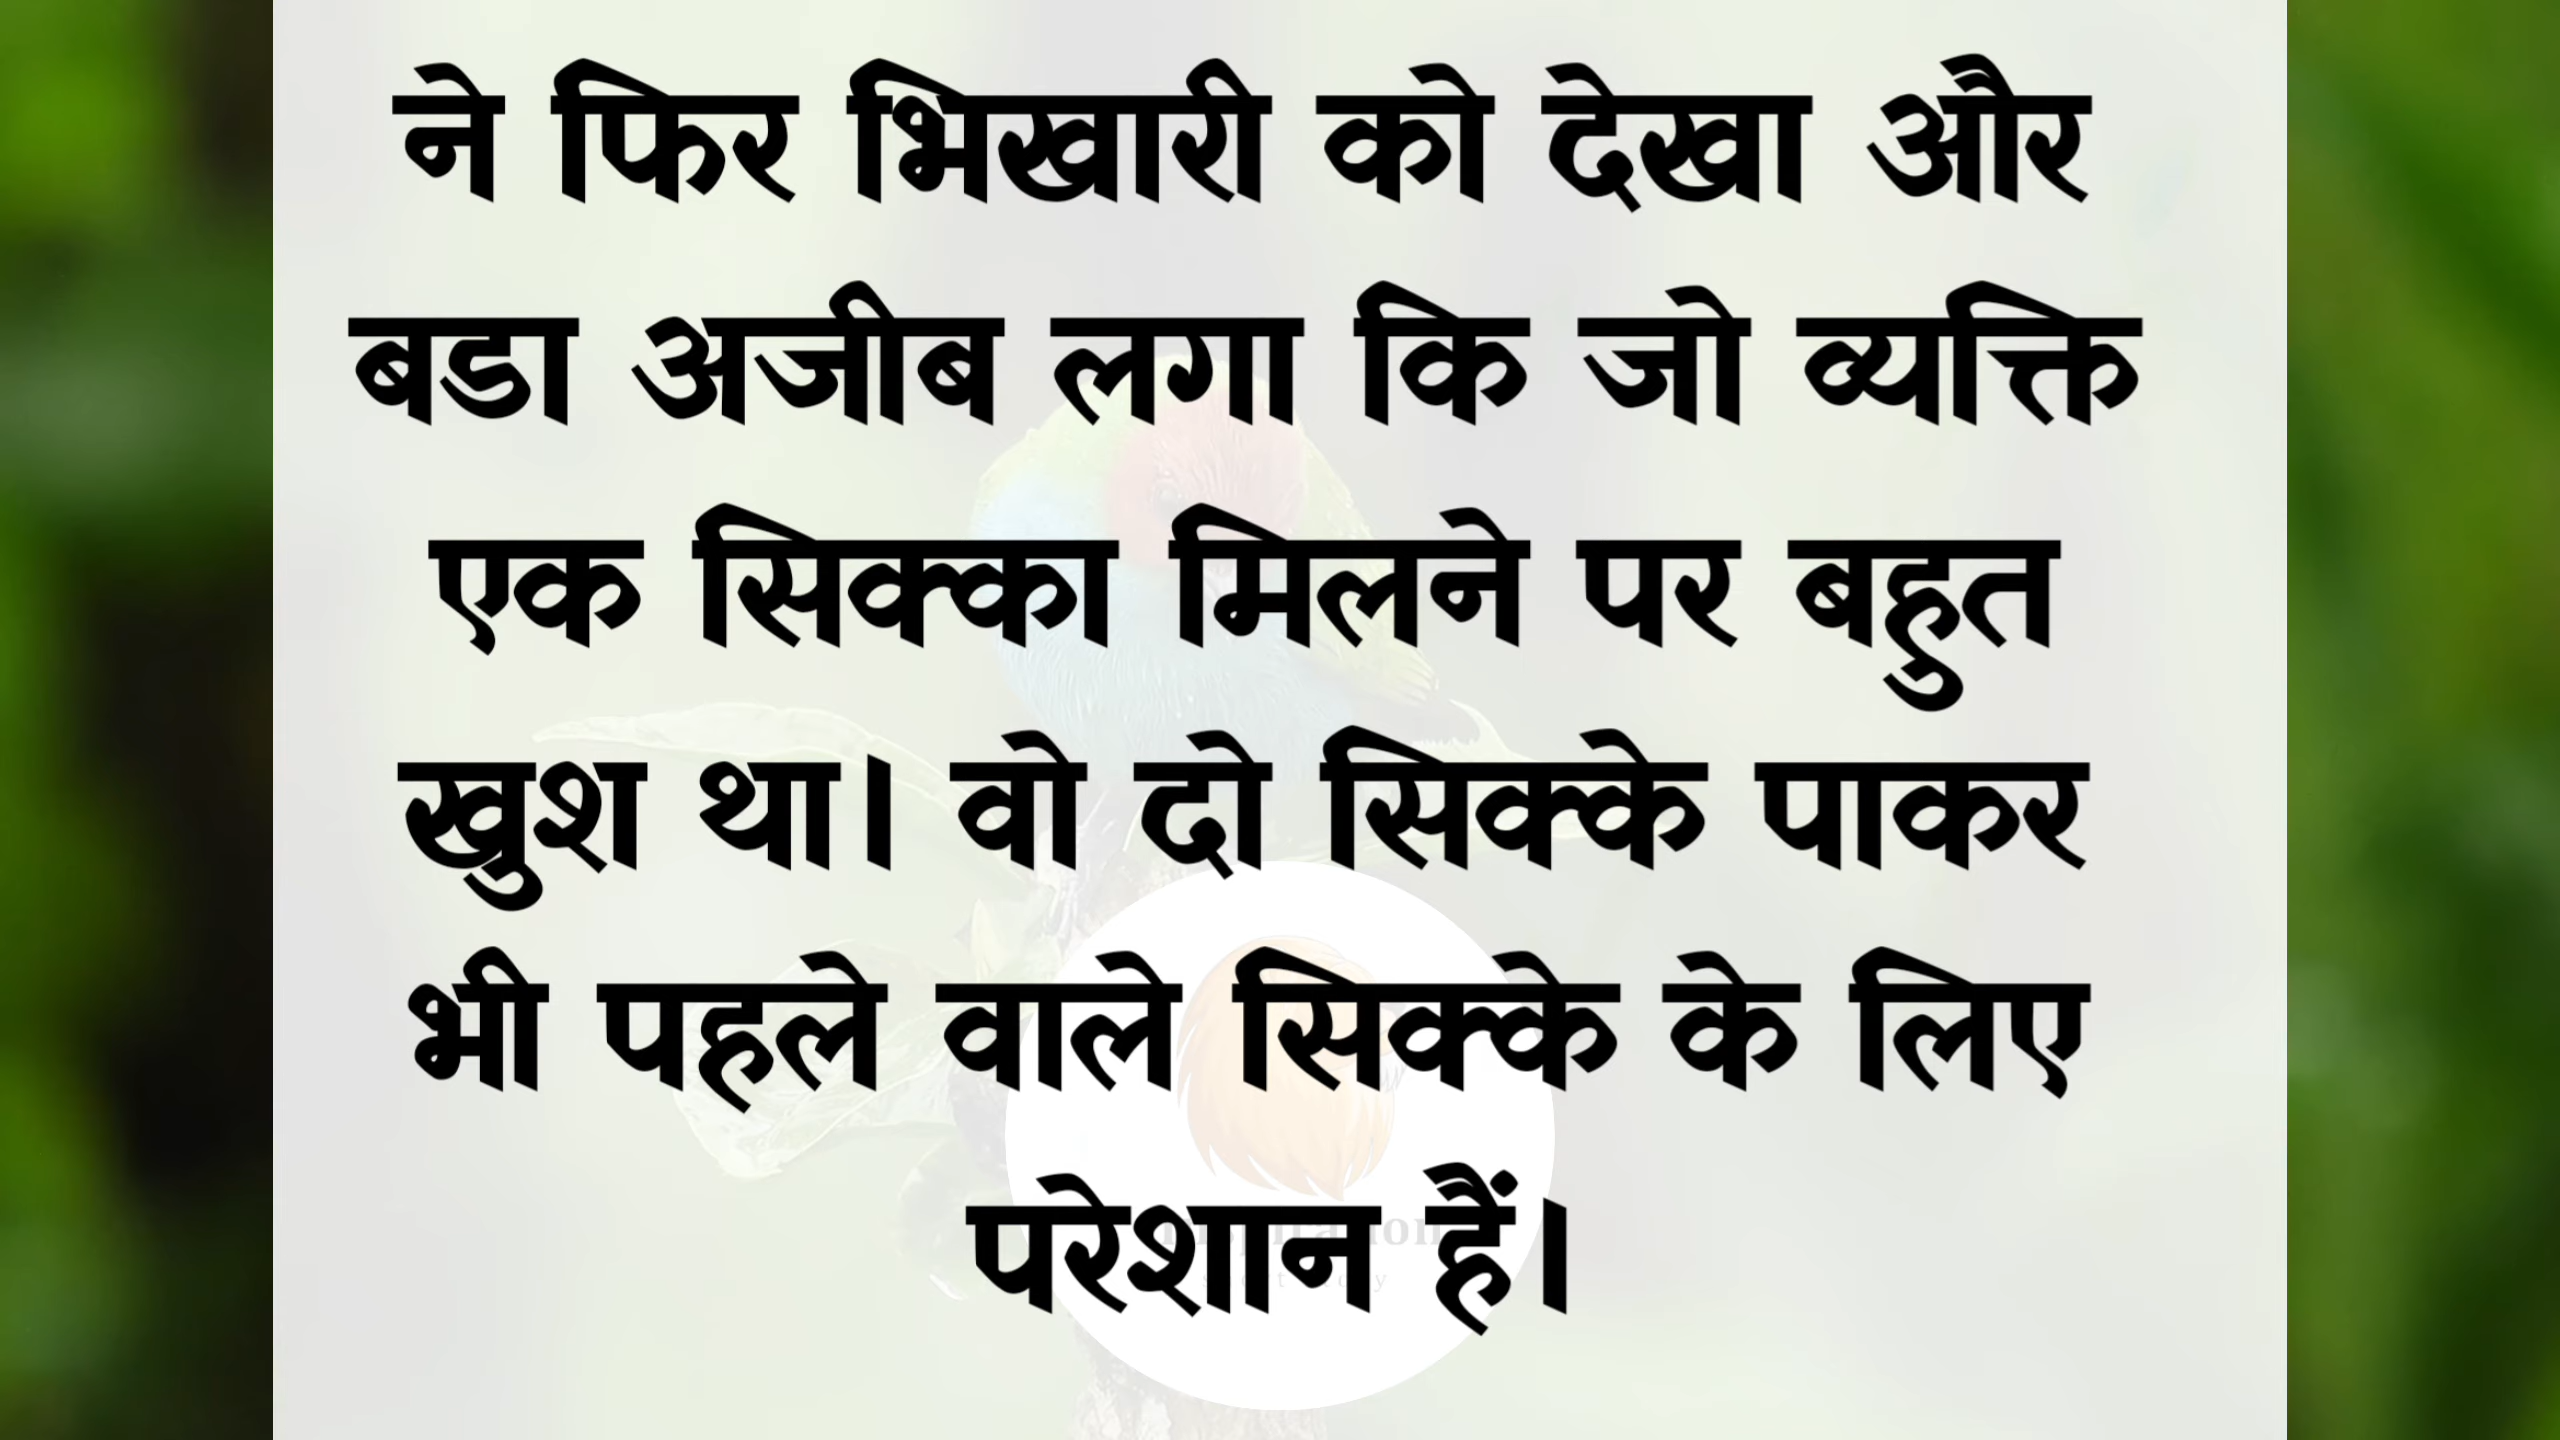 ने फिर भिखारी को देखा और
बडा अजीब लगा कि जो व्यक्ति
एक सिक्का मिलने पर बहुत
खुश था। वो दो सिक्के पाकर
भी पहले वाले सिक्के के लिए
परेशान हैं।